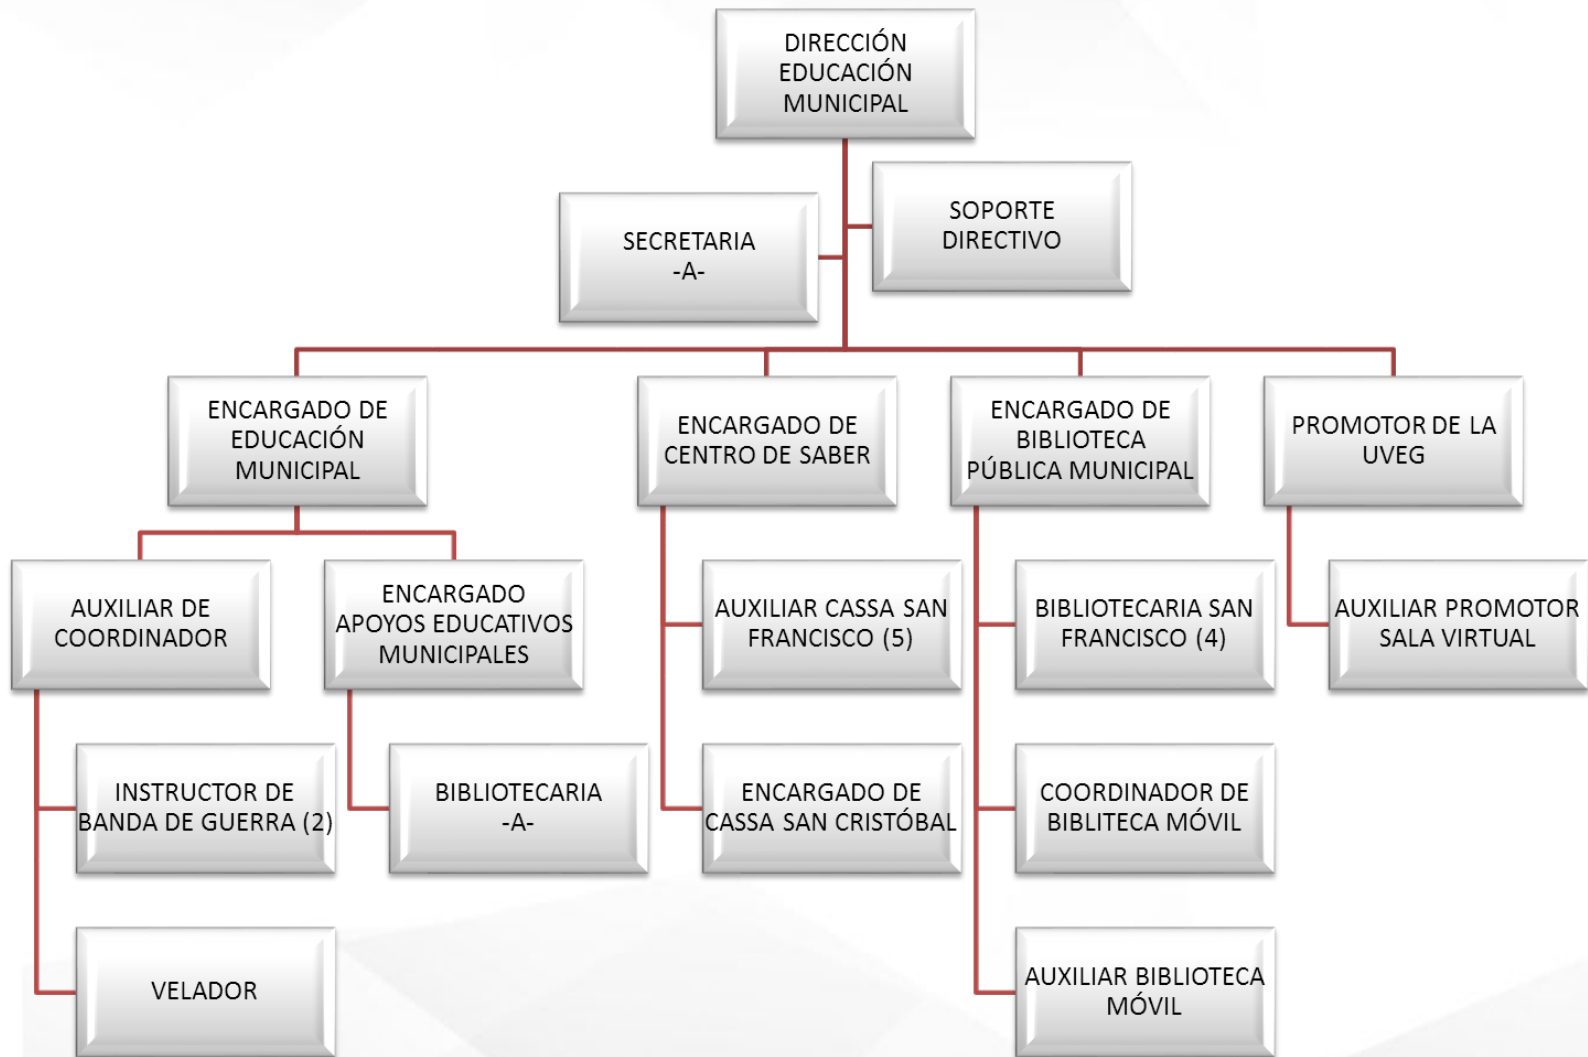 DIRECCIÓN
EDUCACIÓN
MUNICIPAL
SECRETARIA
-A-
SOPORTE
DIRECTIVO
ENCARGADO DE
EDUCACIÓN
MUNICIPAL
ENCARGADO DE
CENTRO DE SABER
ENCARGADO DE
BIBLIOTECA
PÚBLICA MUNICIPAL
PROMOTOR DE LA
UVEG
AUXILIAR DE
COORDINADOR
ENCARGADO
APOYOS EDUCATIVOS
MUNICIPALES
AUXILIAR CASSA SAN
FRANCISCO (5)
BIBLIOTECARIA SAN
FRANCISCO (4)
AUXILIAR PROMOTOR
SALA VIRTUAL
INSTRUCTOR DE
BANDA DE GUERRA (2)
BIBLIOTECARIA
-A-
ENCARGADO DE
CASSA SAN CRISTÓBAL
COORDINADOR DE
BIBLITECA MÓVIL
VELADOR
AUXILIAR BIBLIOTECA
MÓVIL